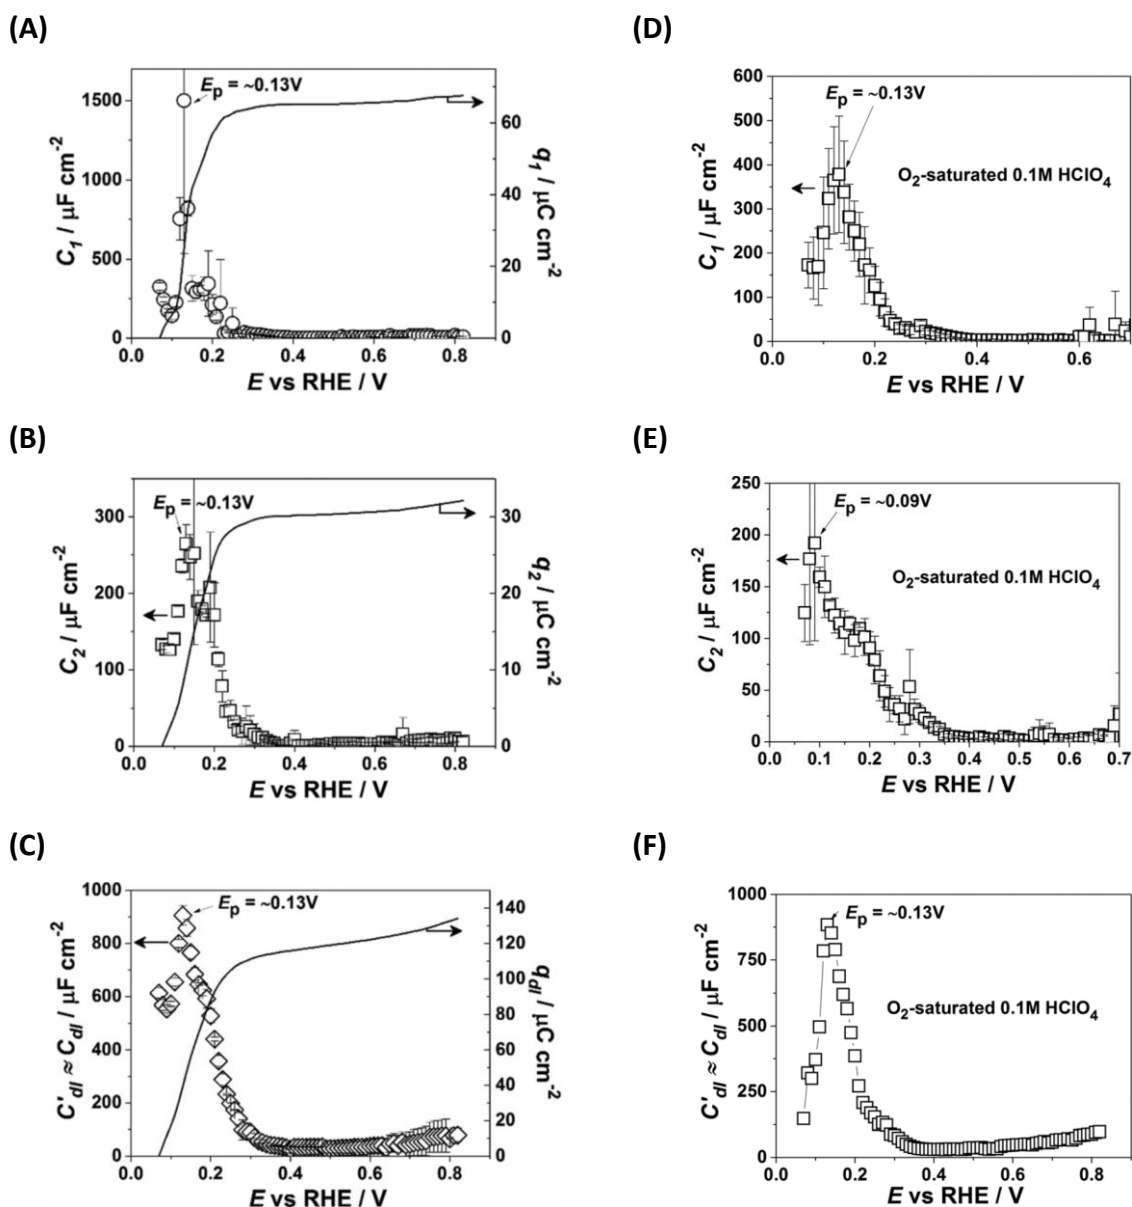 (A)
Ep = ~0.13V
C1 / μF cm-2
1500
1000
500
0
60
40
20
0
q1 / μC cm-2
0.0 0.2 0.4 0.6 0.8
E vs RHE / V
(D)
Ep = ~0.13V
O2-saturated 0.1M HClO4
C1 / μF cm-2
600
500
400
300
200
100
0
0.0 0.2 0.4 0.6
E vs RHE / V
(B)
Ep = ~0.13V
C2 / μF cm-2
300
200
100
0
30
20
10
0
q2 / μC cm-2
0.0 0.2 0.4 0.6 0.8
E vs RHE / V
(E)
Ep = ~0.09V
O2-saturated 0.1M HClO4
C2 / μF cm-2
250
200
150
100
50
0
0.0 0.1 0.2 0.3 0.4 0.5 0.6 0.7
E vs RHE / V
(C)
Ep = ~0.13V
C'dl ≈ Cdl / μF cm-2
1000
800
600
400
200
0
140
120
100
80
60
40
20
0
qdl / μC cm-2
0.0 0.2 0.4 0.6 0.8
E vs RHE / V
(F)
Ep = ~0.13V
O2-saturated 0.1M HClO4
C'dl ≈ Cdl / μF cm-2
1000
750
500
250
0
0.0 0.2 0.4 0.6 0.8
E vs RHE / V